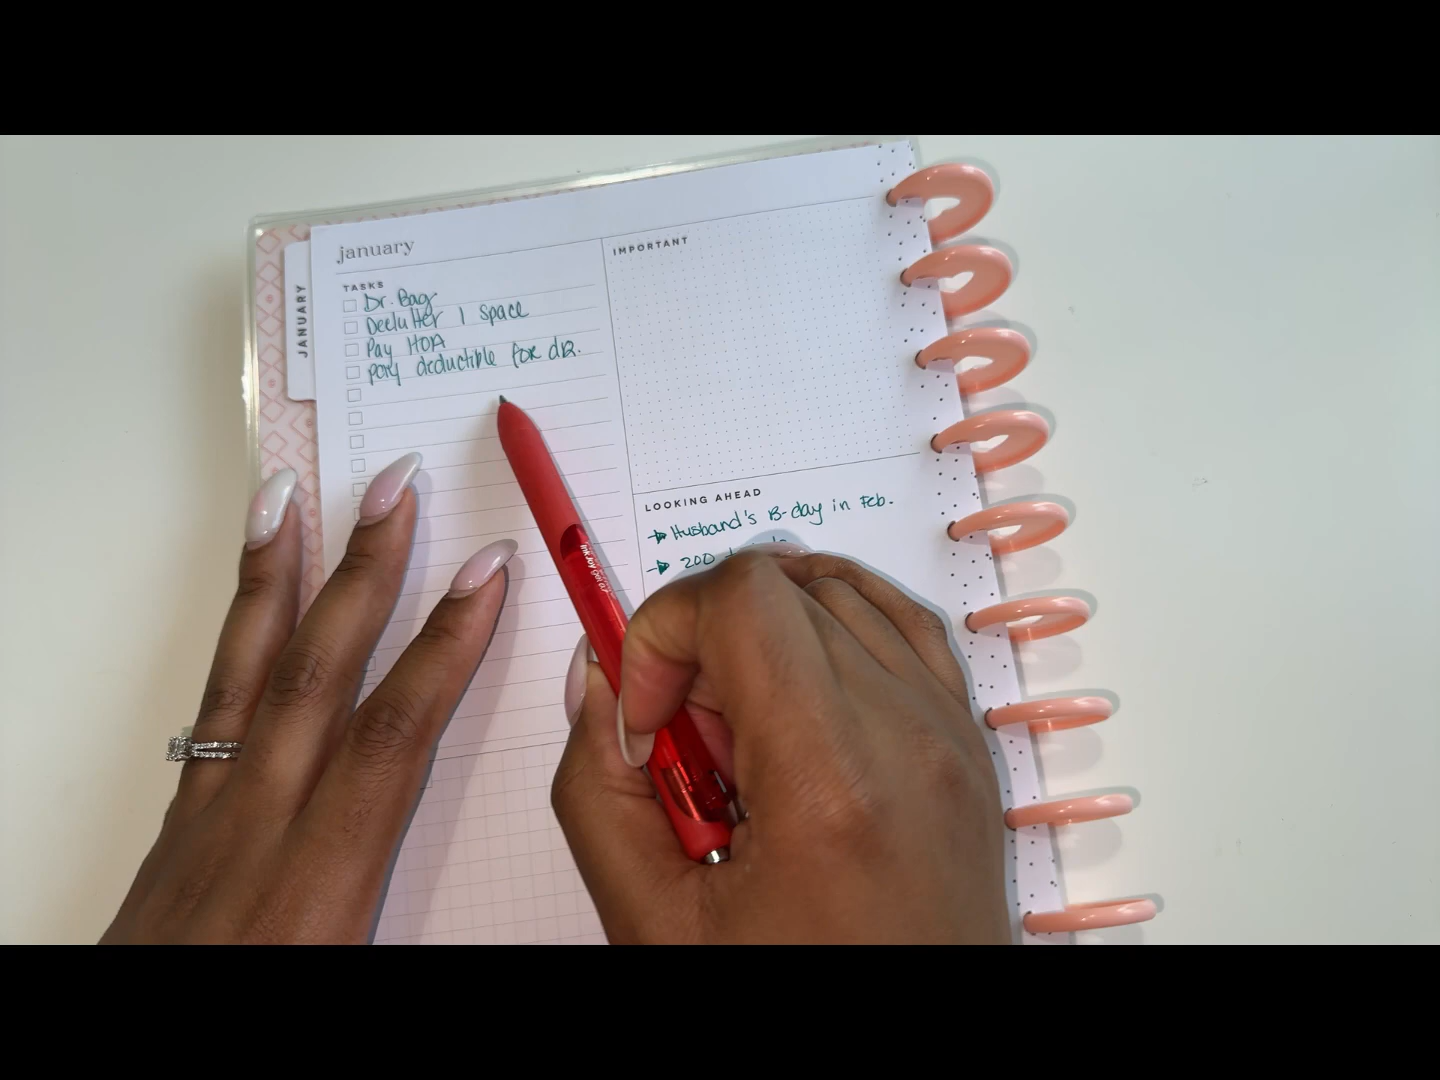 january
IMPORTANT
TASKS
JANUARY
Dr. Bag
Declutter 1 space
Pay HOA
pay deductible for dr.
LOOKING AHEAD
Husband's B-day in Feb.
200
InkJoy